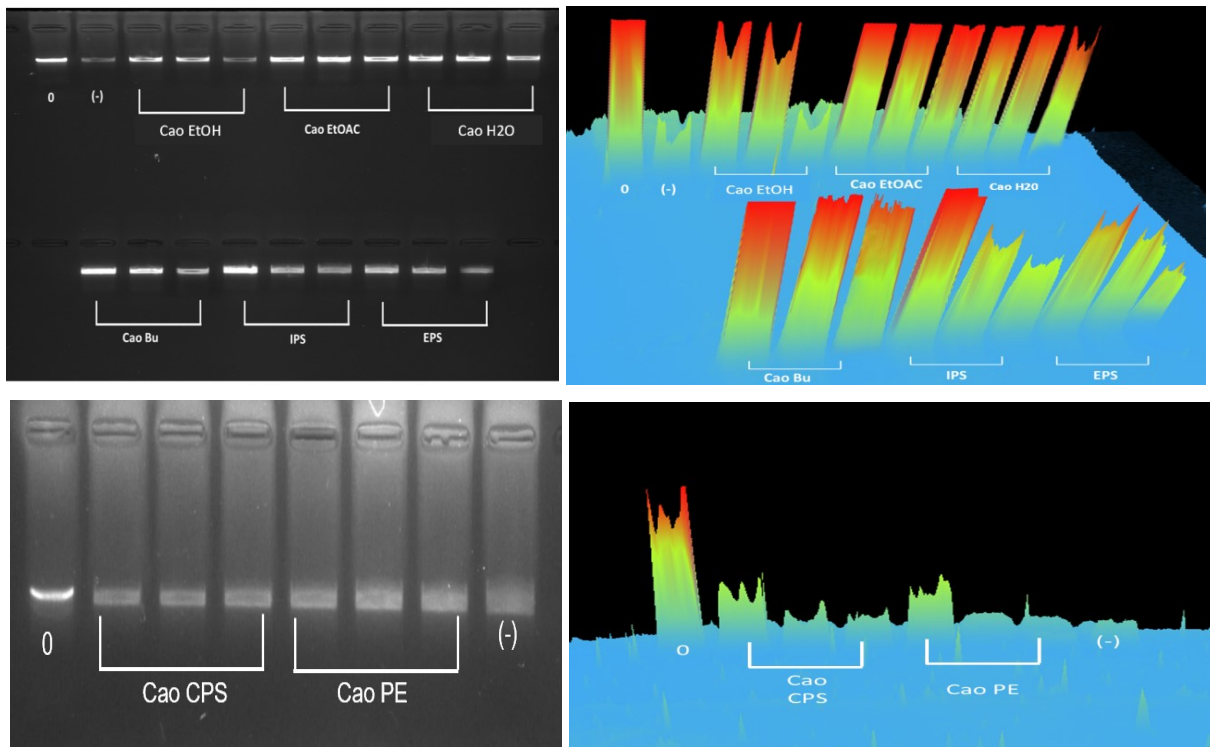 0 (-)
Cao EtOH Cao EtOAC Cao H2O
Cao Bu IPS EPS
0 (-) Cao EtOH Cao EtOAC Cao H20
Cao Bu IPS EPS
0 (-)
Cao CPS Cao PE
O (-)
Cao
CPS
Cao PE